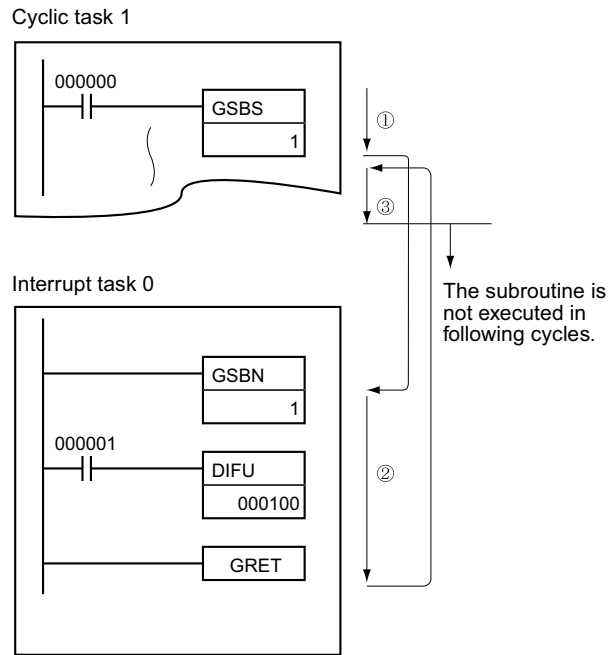 Cyclic task 1
000000
GSBS
1
①
③
The subroutine is
not executed in
following cycles.
Interrupt task 0
GSBN
1
000001
DIFU
000100
②
GRET